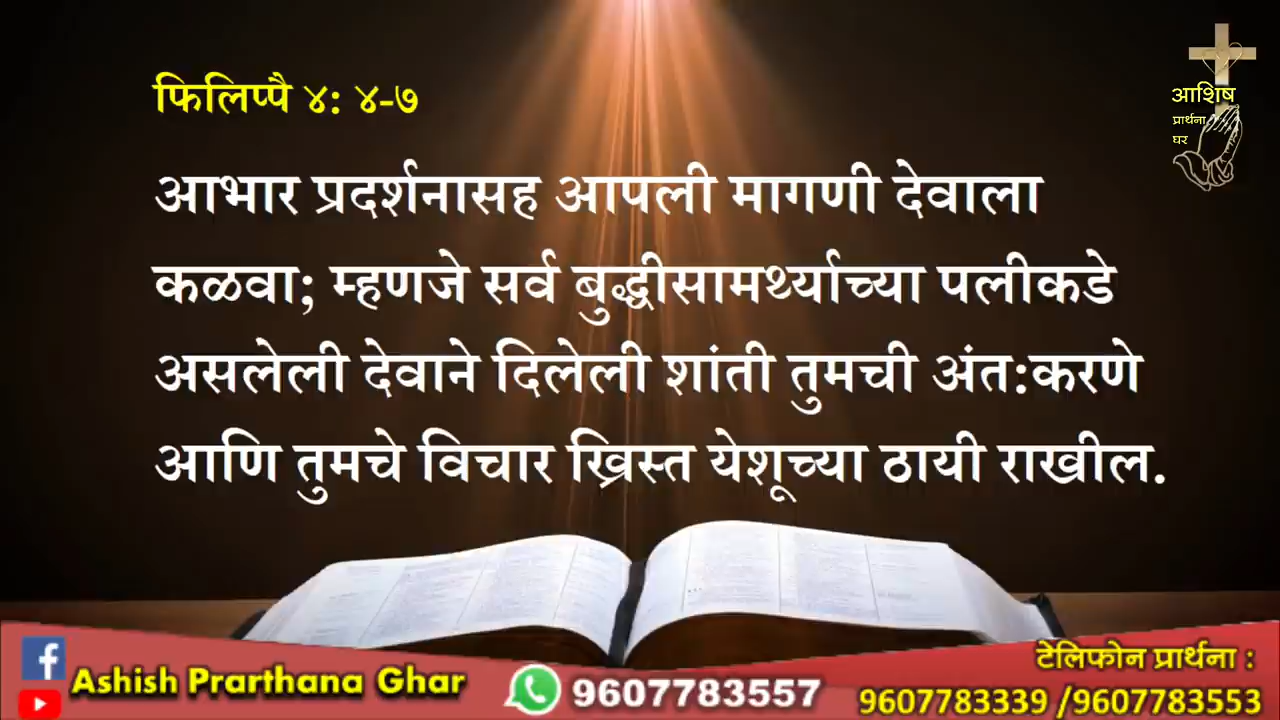 फिलिप्पै ४: ४-७
आशिष
प्रार्थना
घर
आभार प्रदर्शनासह आपली मागणी देवाला
कळवा; म्हणजे सर्व बुद्धीसामर्थ्याच्या पलीकडे
असलेली देवाने दिलेली शांती तुमची अंत:करणे
आणि तुमचे विचार ख्रिस्त येशूच्या ठायी राखील.
Ashish Prarthana Ghar
9607783557
टेलिफोन प्रार्थना :
9607783339 /9607783553